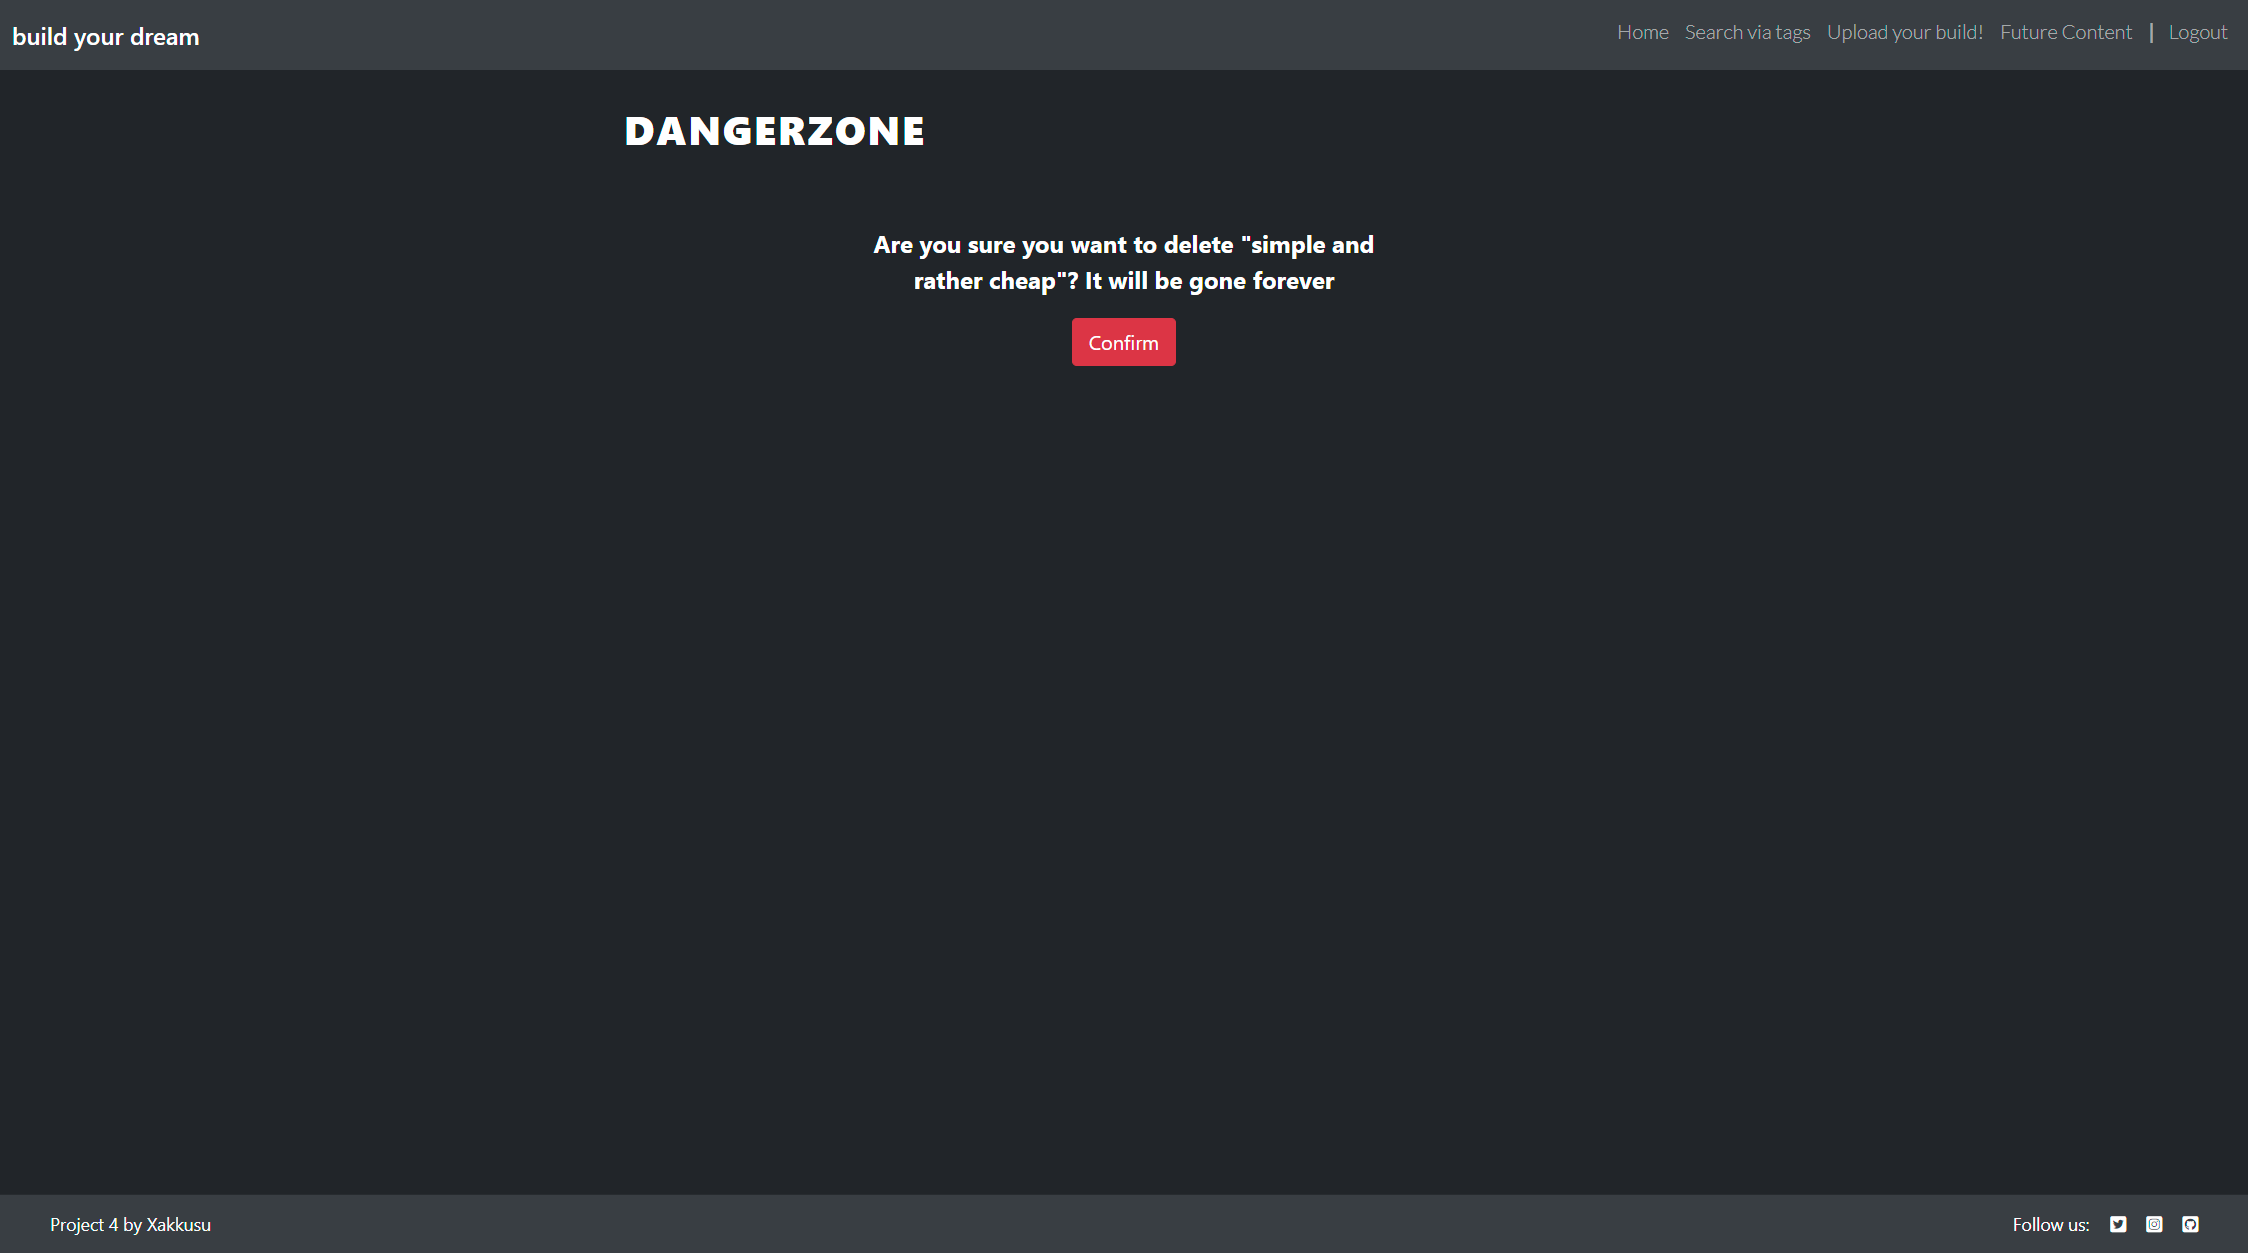 build your dream
Home Search via tags Upload your build! Future Content | Logout
DANGERZONE
Are you sure you want to delete "simple and
rather cheap"? It will be gone forever
Confirm
Project 4 by Xakkusu
Follow us: